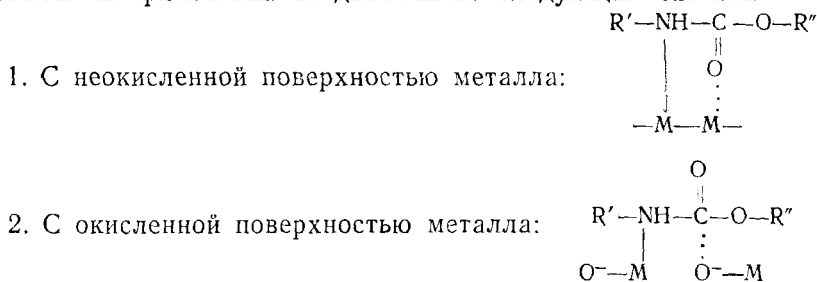 R′—NH—C—O—R″
‖
1. С неокисленной поверхностью металла:
O
—M—M—
O
‖
2. С окисленной поверхностью металла: R′—NH—C—O—R″
O⁻—M O⁻—M